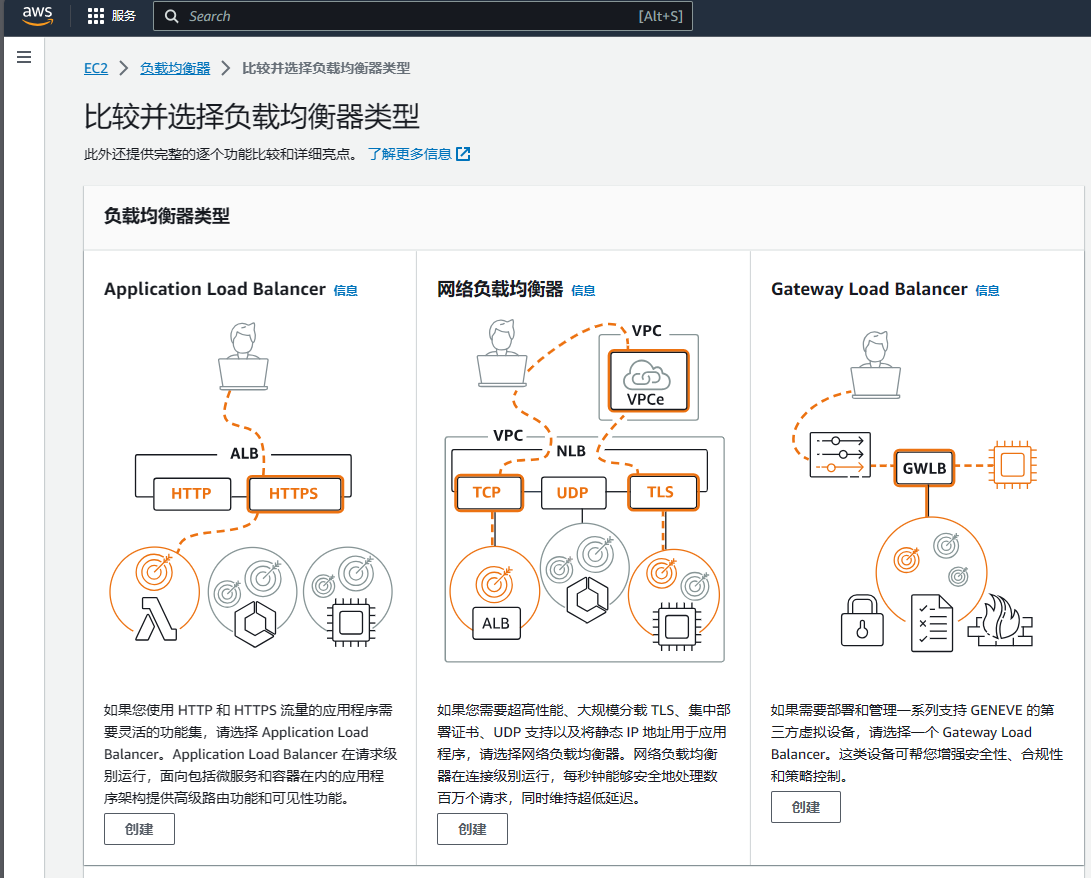 aws 服务 Search [Alt+S]
EC2 负载均衡器 比较并选择负载均衡器类型
比较并选择负载均衡器类型
此外还提供完整的逐个功能比较和详细亮点。 了解更多信息
负载均衡器类型
Application Load Balancer 信息
ALB
HTTP HTTPS
如果您使用 HTTP 和 HTTPS 流量的应用程序需
要灵活的功能集，请选择 Application Load
Balancer。Application Load Balancer 在请求级
别运行，面向包括微服务和容器在内的应用程
序架构提供高级路由功能和可见性功能。
创建
网络负载均衡器 信息
VPC
VPCe
VPC
NLB
TCP UDP TLS
ALB
如果您需要超高性能、大规模分载 TLS、集中部
署证书、UDP 支持以及将静态 IP 地址用于应用
程序，请选择网络负载均衡器。网络负载均衡
器在连接级别运行，每秒钟能够安全地处理数
百万个请求，同时维持超低延迟。
创建
Gateway Load Balancer 信息
GWLB
如果需要部署和管理一系列支持 GENEVE 的第
三方虚拟设备，请选择一个 Gateway Load
Balancer。这类设备可帮您增强安全性、合规性
和策略控制。
创建